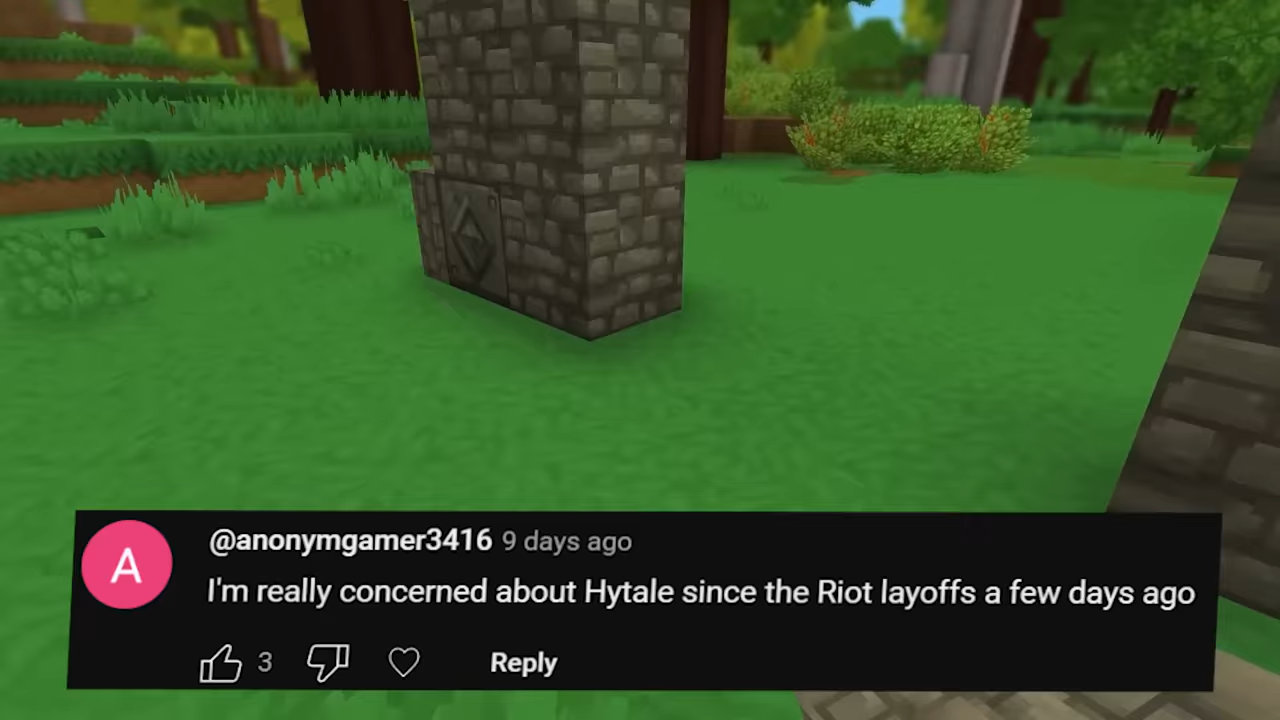 A
@anonymgamer3416 9 days ago
I'm really concerned about Hytale since the Riot layoffs a few days ago
3
Reply